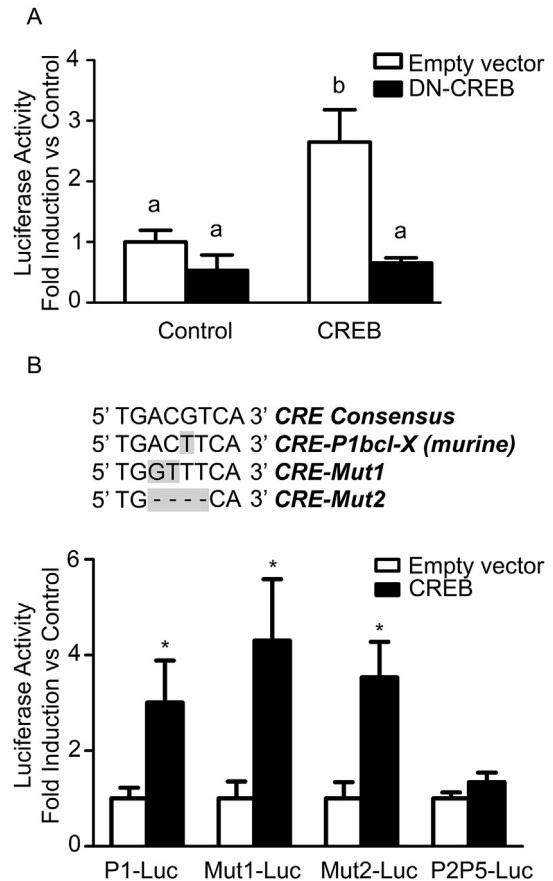 A
Luciferase Activity
Fold Induction vs Control
4
3
2
1
0
Empty vector
DN-CREB
a
a
b
a
Control
CREB
B
5’ TGACGTCA 3’ CRE Consensus
5’ TGACTTCA 3’ CRE-P1bcl-X (murine)
5’ TGGTTTCA 3’ CRE-Mut1
5’ TG----CA 3’ CRE-Mut2
Luciferase Activity
Fold Induction vs Control
6
4
2
0
Empty vector
CREB
*
*
*
P1-Luc
Mut1-Luc
Mut2-Luc
P2P5-Luc